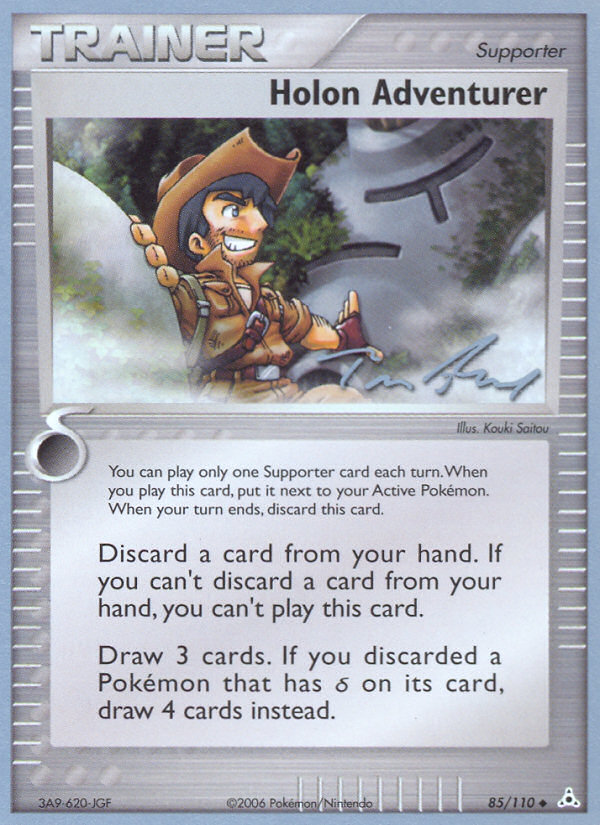 TRAINER
Supporter
Holon Adventurer
Illus. Kouki Saitou
You can play only one Supporter card each turn. When
you play this card, put it next to your Active Pokémon.
When your turn ends, discard this card.
Discard a card from your hand. If
you can't discard a card from your
hand, you can't play this card.
Draw 3 cards. If you discarded a
Pokémon that has δ on its card,
draw 4 cards instead.
3A9-620-JGF
©2006 Pokémon/Nintendo
85/110